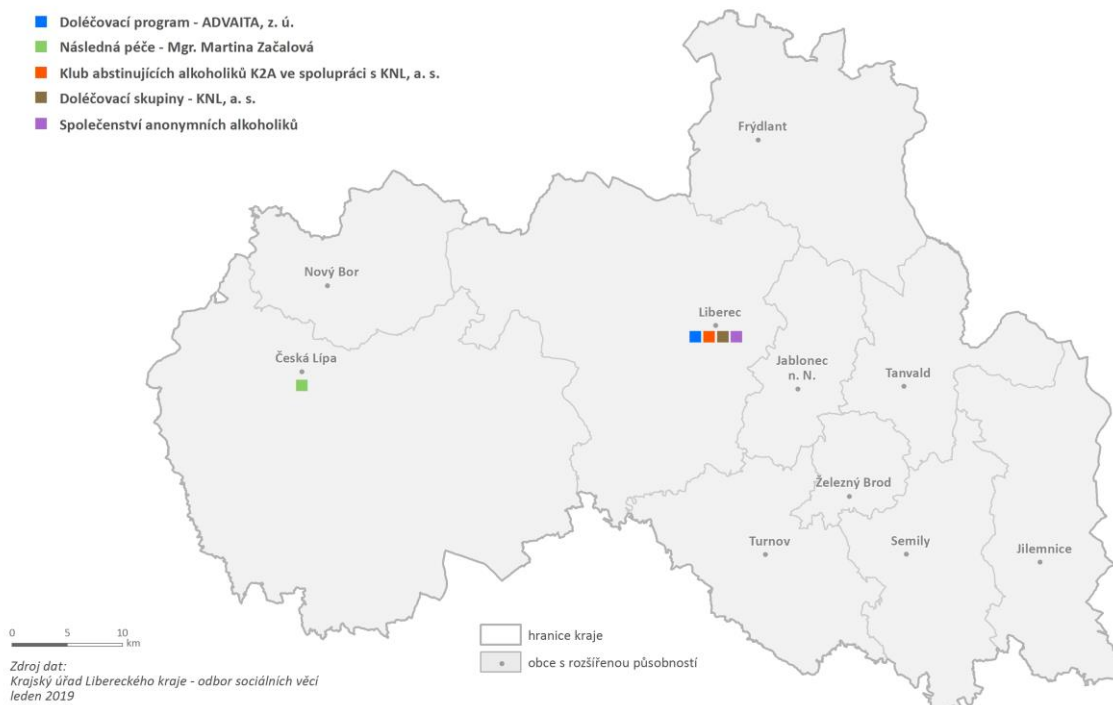 Doléčovací program - ADVAITA, z. ú.
Následná péče - Mgr. Martina Začalová
Klub abstinujících alkoholiků K2A ve spolupráci s KNL, a. s.
Doléčovací skupiny - KNL, a. s.
Společenství anonymních alkoholiků
Frýdlant
Nový Bor
Liberec
Česká Lípa
Jablonec
n. N.
Tanvald
Železný Brod
Turnov
Semily
Jilemnice
0 5 10
km
hranice kraje
obce s rozšířenou působností
Zdroj dat:
Krajský úřad Libereckého kraje - odbor sociálních věcí
leden 2019